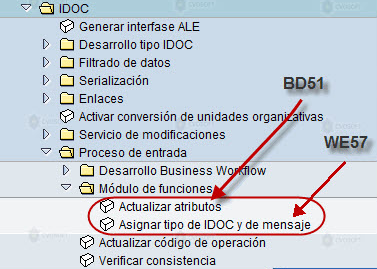 IDOC
Generar interfase ALE
Desarrollo tipo IDOC
Filtrado de datos
Serialización
Enlaces
BD51
Activar conversión de unidades organizativas
Servicio de modificaciones
WE57
Proceso de entrada
Desarrollo Business Workflow
Módulo de funciones
Actualizar atributos
Asignar tipo de IDOC y de mensaje
Actualizar código de operación
Verificar consistencia